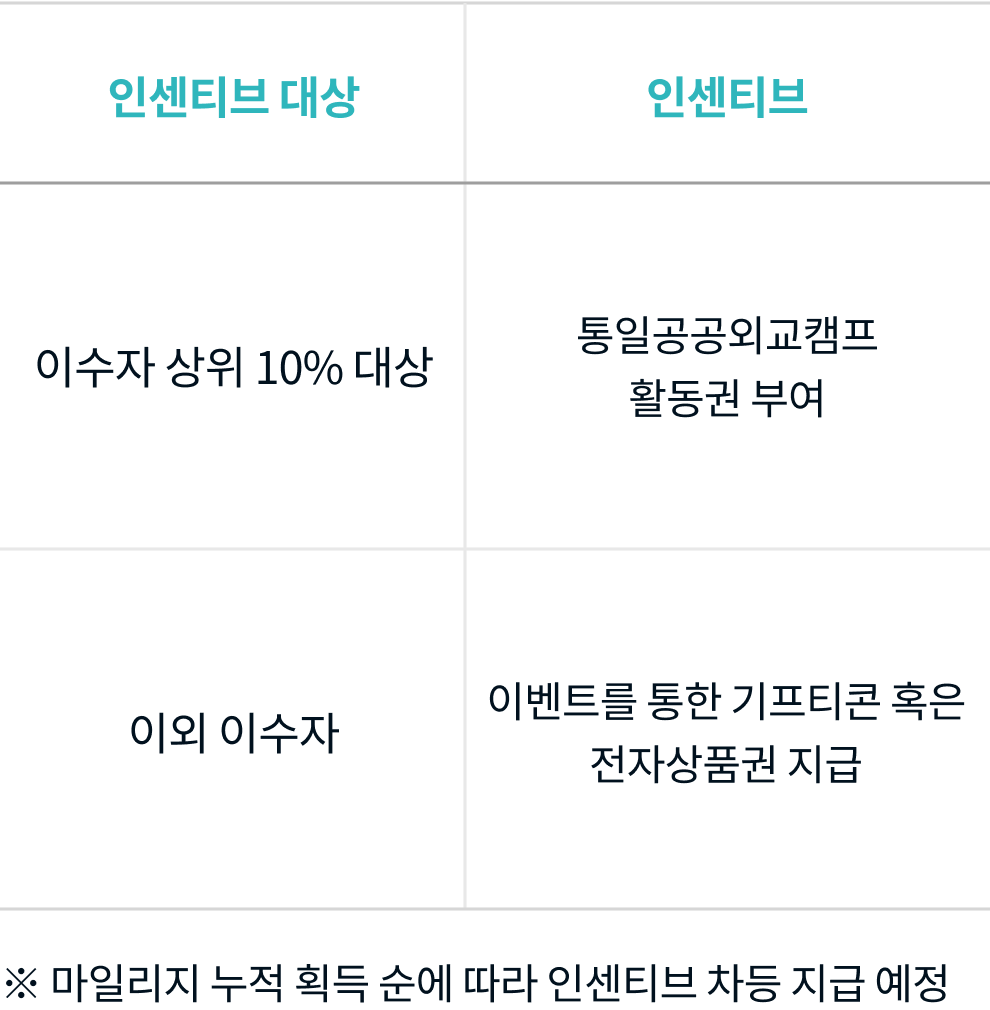 인센티브 대상
인센티브
이수자 상위 10% 대상
통일공공외교캠프
활동권 부여
이외 이수자
이벤트를 통한 기프티콘 혹은
전자상품권 지급
※ 마일리지 누적 획득 순에 따라 인센티브 차등 지급 예정